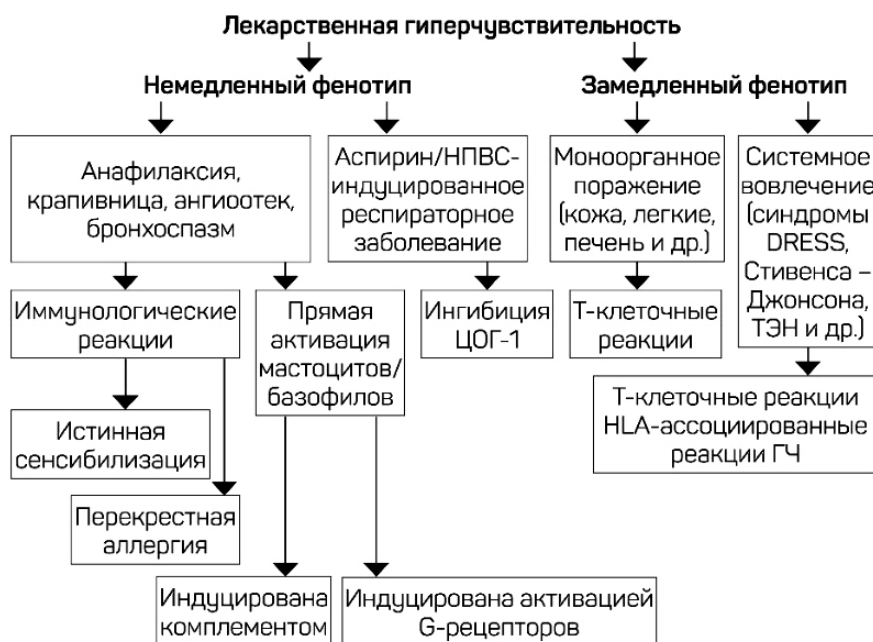 Лекарственная гиперчувствительность
Немедленный фенотип
Замедленный фенотип
Анафилаксия,
крапивница, ангиоотек,
бронхоспазм
Аспирин/НПВС-
индуцированное
респираторное
заболевание
Моноорганное
поражение
(кожа, легкие,
печень и др.)
Системное
вовлечение
(синдромы
DRESS,
Стивенса –
Джонсона,
ТЭН и др.)
Иммунологические
реакции
Прямая
активация
мастоцитов/
базофилов
Ингибиция
ЦОГ-1
Т-клеточные
реакции
Т-клеточные реакции
HLA-ассоциированные
реакции ГЧ
Истинная
сенсибилизация
Перекрестная
аллергия
Индуцирована
комплементом
Индуцирована активацией
G-рецепторов